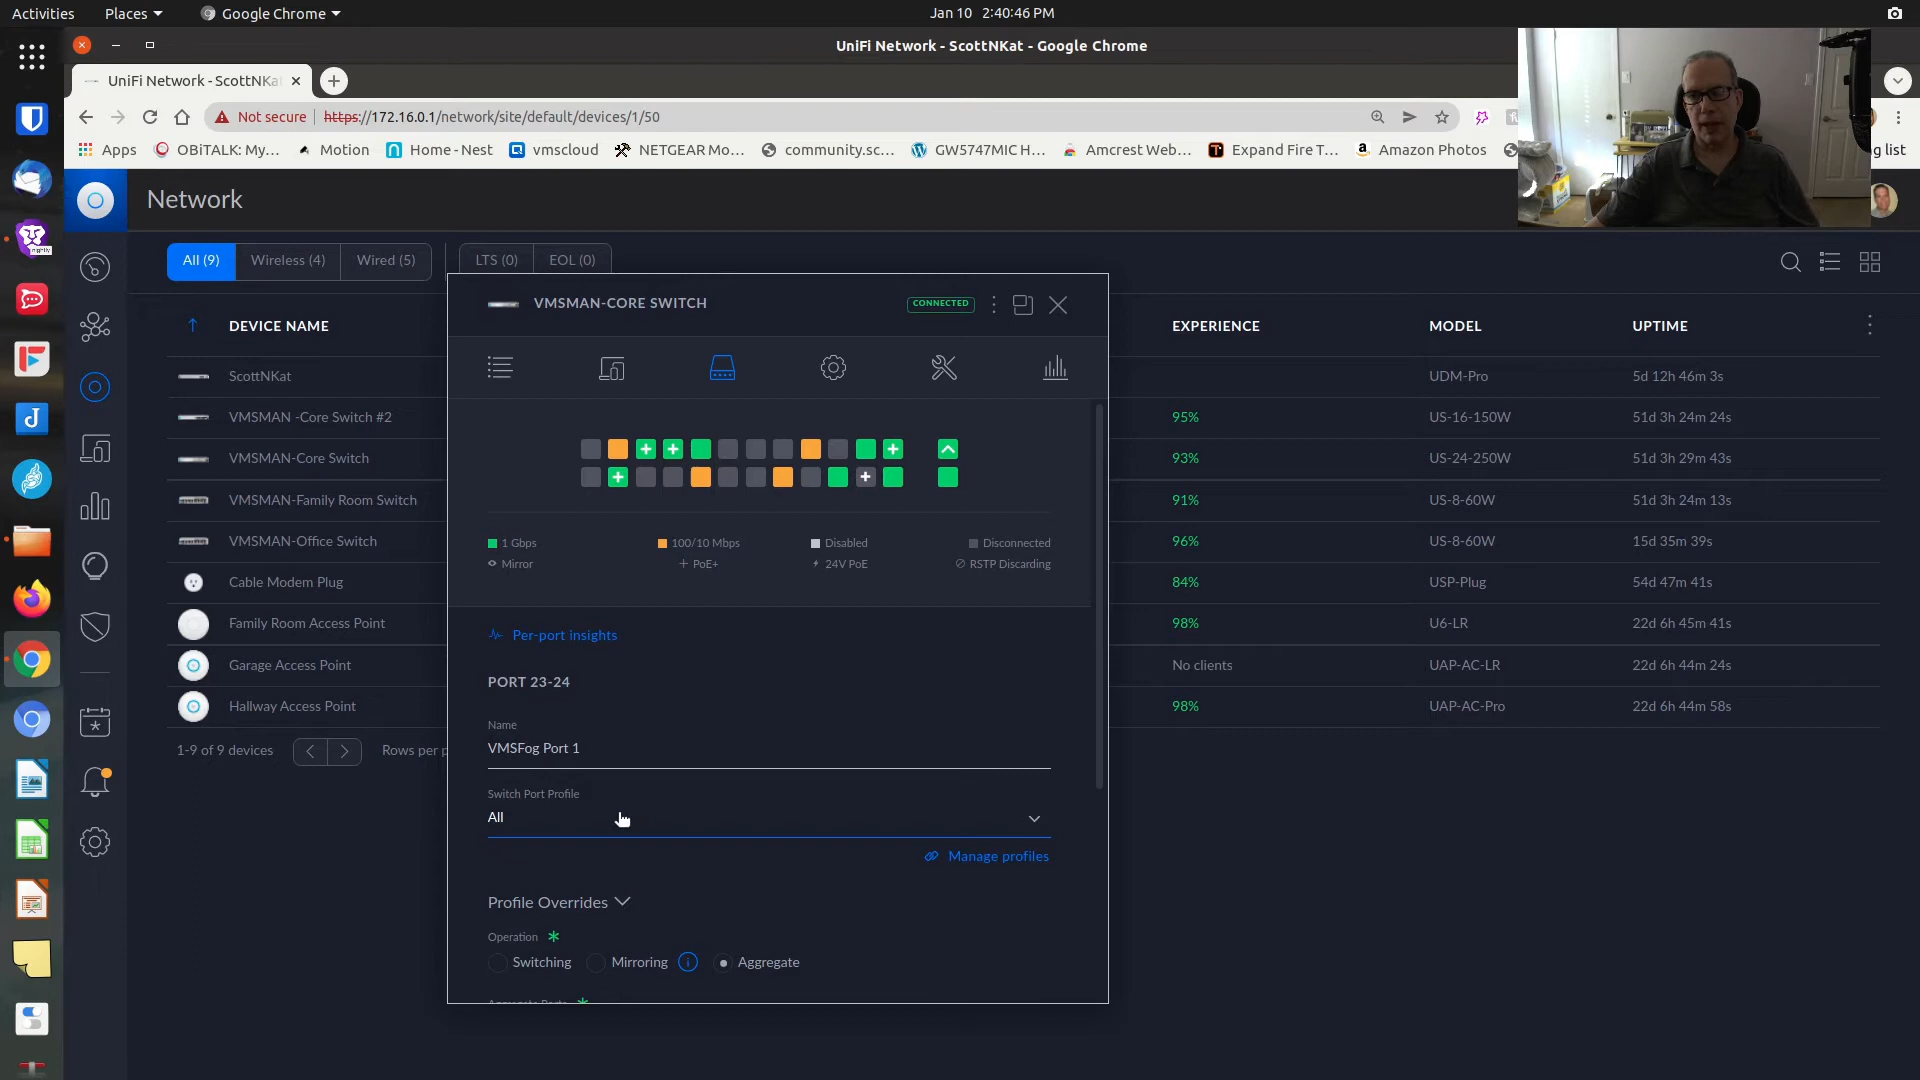 Activities
Places
Google Chrome
Jan 10 2:40:46 PM
UniFi Network - ScottNKat - Google Chrome
UniFi Network - ScottNKa
Not secure
https://172.16.0.1/network/site/default/devices/1/50
Apps
OBiTALK: My...
Motion
Home - Nest
vmscloud
NETGEAR Mo...
community.sc...
GW5747MIC H...
Amcrest Web...
Expand Fire T...
Amazon Photos
g list
nightly
Network
All (9)
Wireless (4)
Wired (5)
LTS (0)
EOL (0)
DEVICE NAME
EXPERIENCE
MODEL
UPTIME
ScottNKat
UDM-Pro
5d 12h 46m 3s
VMSMAN -Core Switch #2
95%
US-16-150W
51d 3h 24m 24s
VMSMAN-Core Switch
93%
US-24-250W
51d 3h 29m 43s
VMSMAN-Family Room Switch
91%
US-8-60W
51d 3h 24m 13s
VMSMAN-Office Switch
96%
US-8-60W
15d 35m 39s
Cable Modem Plug
84%
USP-Plug
54d 47m 41s
Family Room Access Point
98%
U6-LR
22d 6h 45m 41s
Garage Access Point
No clients
UAP-AC-LR
22d 6h 44m 24s
Hallway Access Point
98%
UAP-AC-Pro
22d 6h 44m 58s
1-9 of 9 devices
Rows per p
VMSMAN-CORE SWITCH
CONNECTED
1 Gbps
100/10 Mbps
Disabled
Disconnected
Mirror
PoE+
24V PoE
RSTP Discarding
Per-port insights
PORT 23-24
Name
VMSFog Port 1
Switch Port Profile
All
Manage profiles
Profile Overrides
Operation *
Switching
Mirroring
Aggregate
Aggregate Ports *